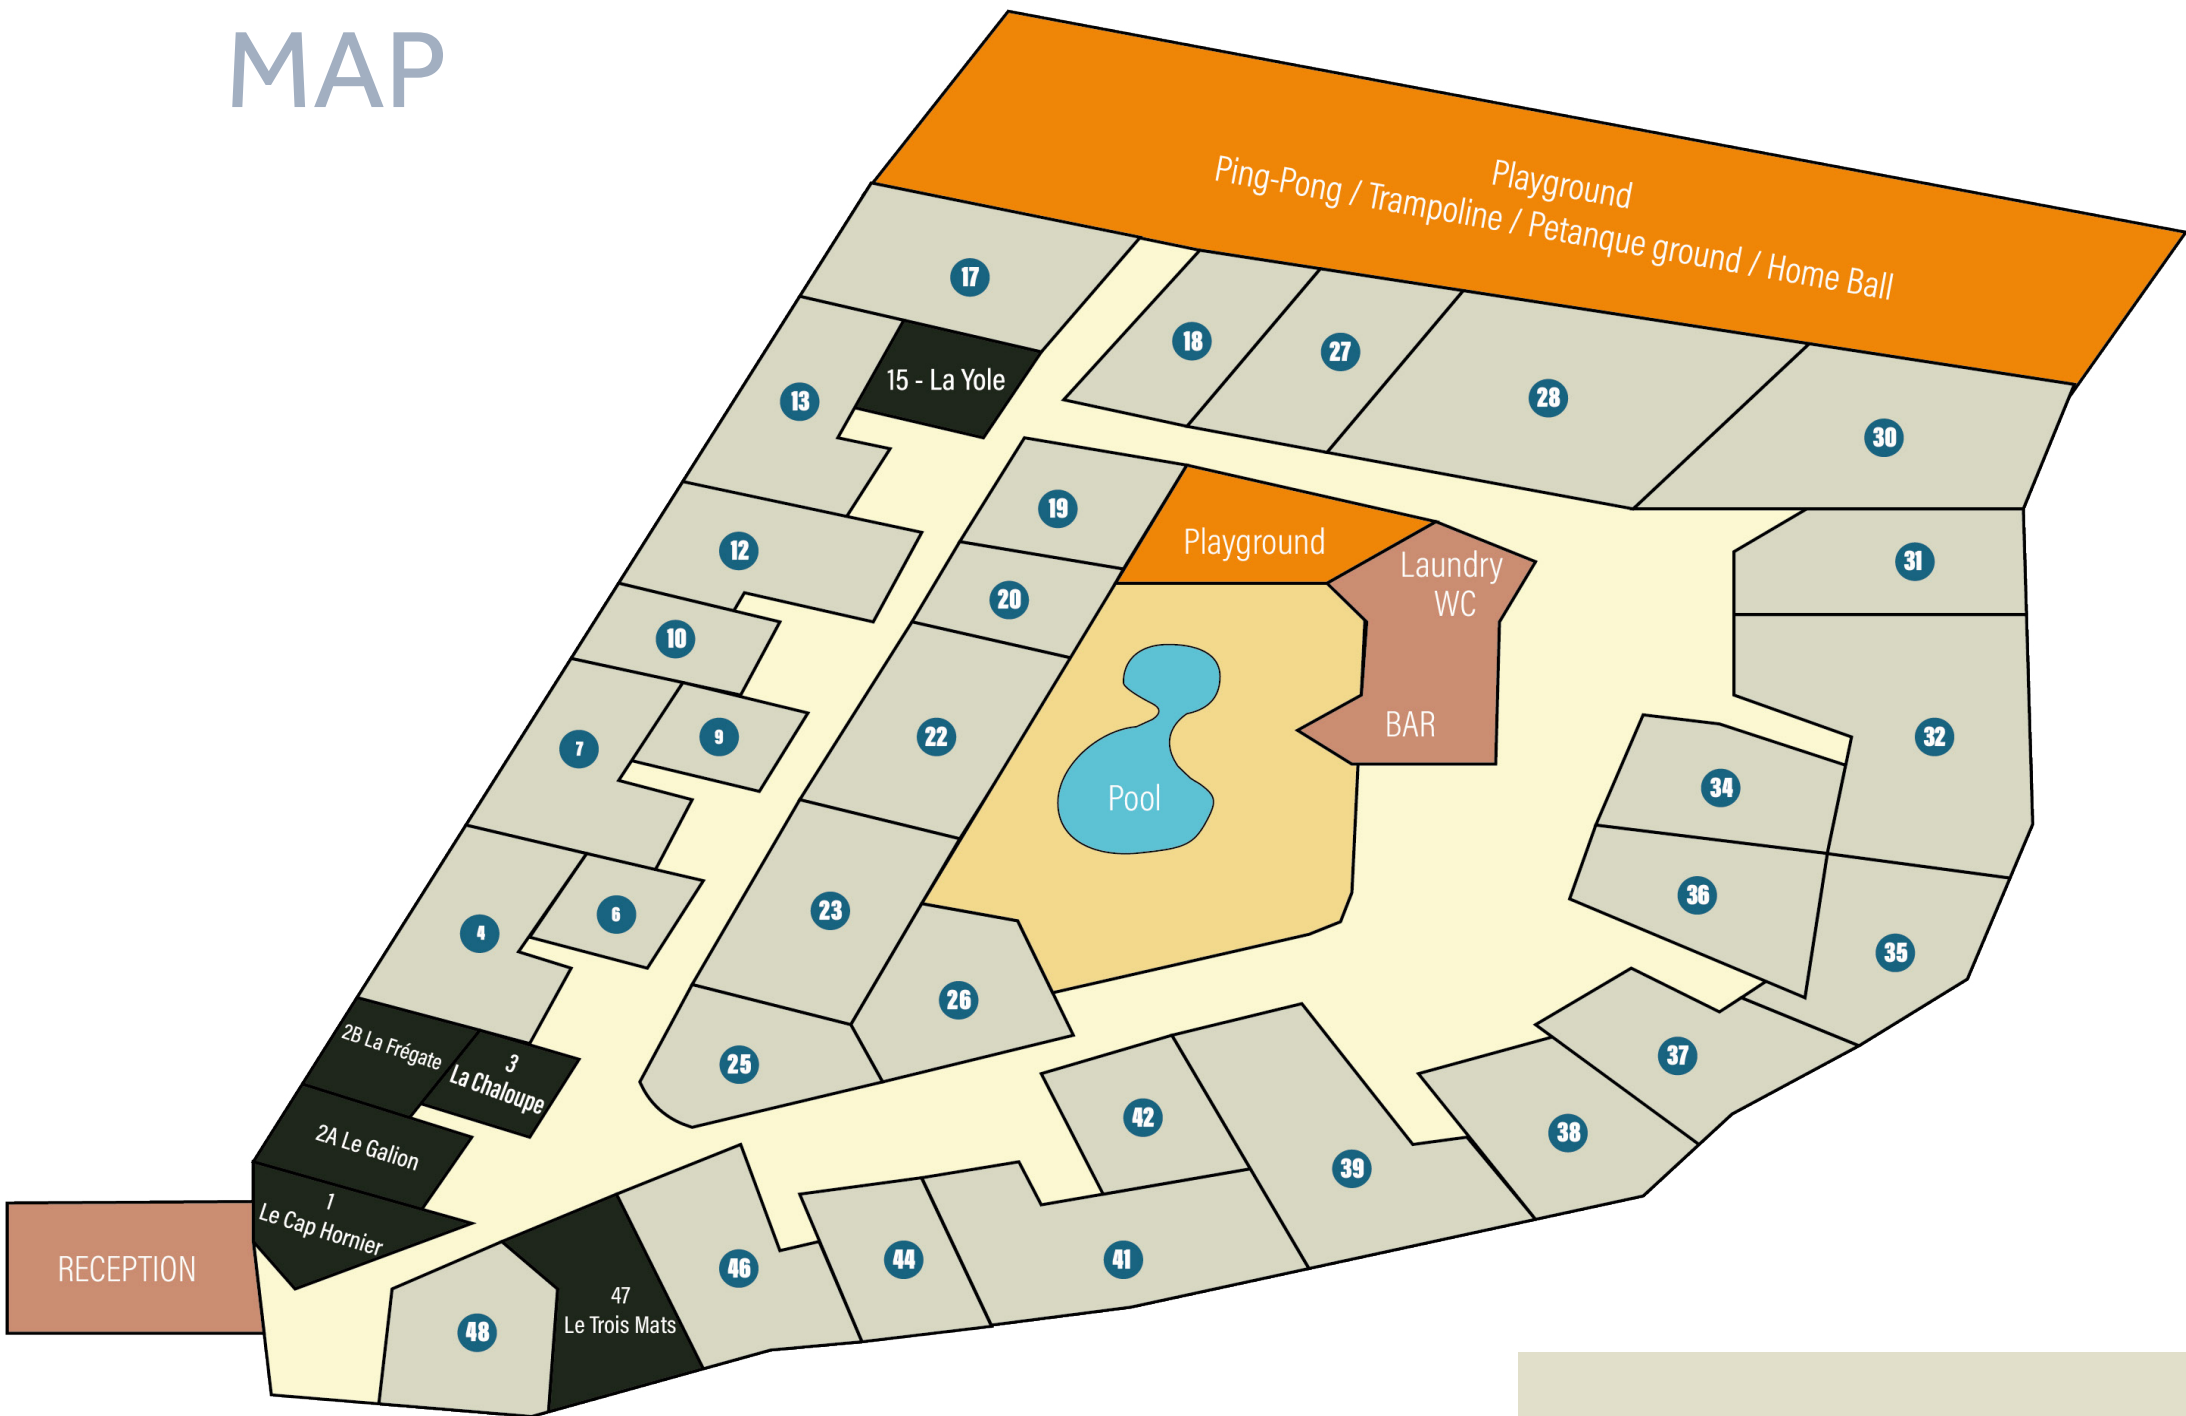 MAP
Playground
Ping-Pong / Trampoline / Petanque ground / Home Ball
17
18
27
28
30
15 - La Yole
13
19
Playground
Laundry
WC
31
12
20
10
9
7
22
BAR
32
Pool
34
36
6
4
23
35
26
2B La Frégate
3
La Chaloupe
25
37
42
38
2A Le Galion
39
1
Le Cap Hornier
RECEPTION
46
44
41
47
Le Trois Mats
48